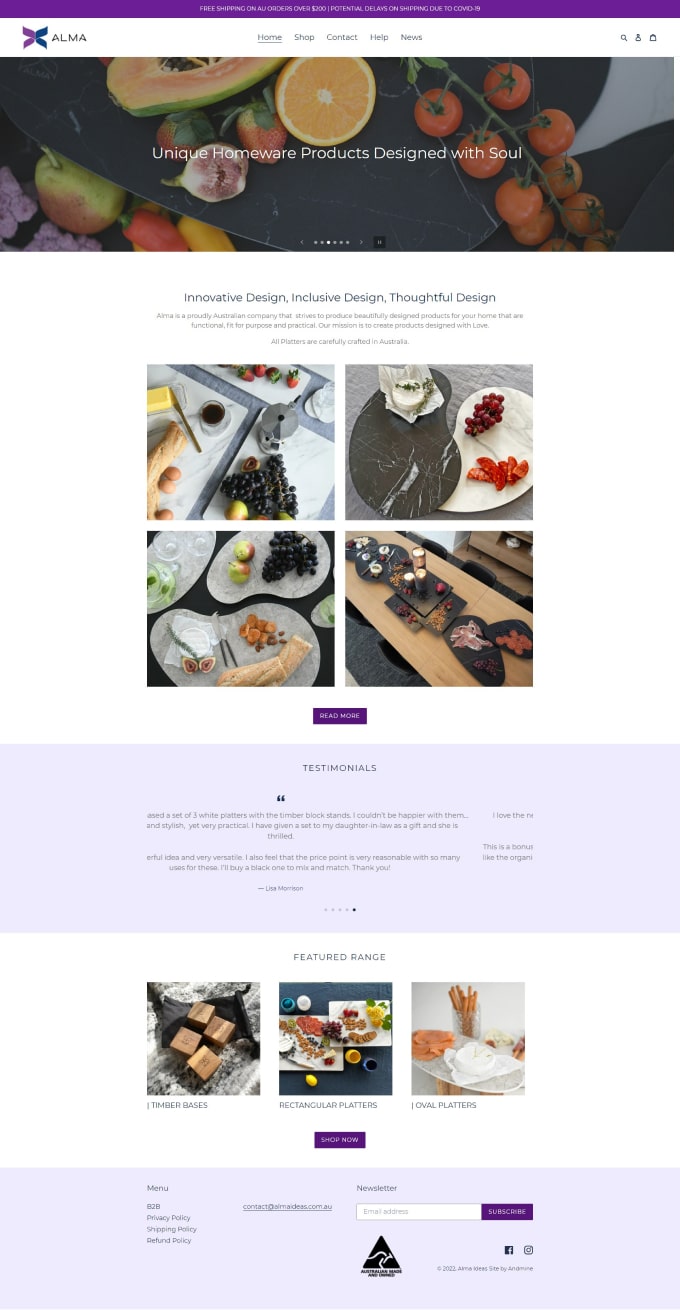 FREE SHIPPING ON AU ORDERS OVER $200 | POTENTIAL DELAYS ON SHIPPING DUE TO COVID-19
ALMA
Home Shop Contact Help News
Unique Homeware Products Designed with Soul
Innovative Design, Inclusive Design, Thoughtful Design
Alma is a proudly Australian company that strives to produce beautifully designed products for your home that are
functional, fit for purpose and practical. Our mission is to create products designed with Love.
All Platters are carefully crafted in Australia.
READ MORE
TESTIMONIALS
“
ased a set of 3 white platters with the timber block stands. I couldn't be happier with them... I love the ne
and stylish, yet very practical. I have given a set to my daughter-in-law as a gift and she is
thrilled.
This is a bonus
erful idea and very versatile. I also feel that the price point is very reasonable with so many like the organi
uses for these. I'll buy a black one to mix and match. Thank you!
— Lisa Morrison
FEATURED RANGE
| TIMBER BASES
RECTANGULAR PLATTERS
| OVAL PLATTERS
SHOP NOW
Menu
B2B
Privacy Policy
Shipping Policy
Refund Policy
contact@almaideas.com.au
Newsletter
Email address SUBSCRIBE
AUSTRALIAN MADE
AND OWNED
© 2022, Alma Ideas Site by Andmine